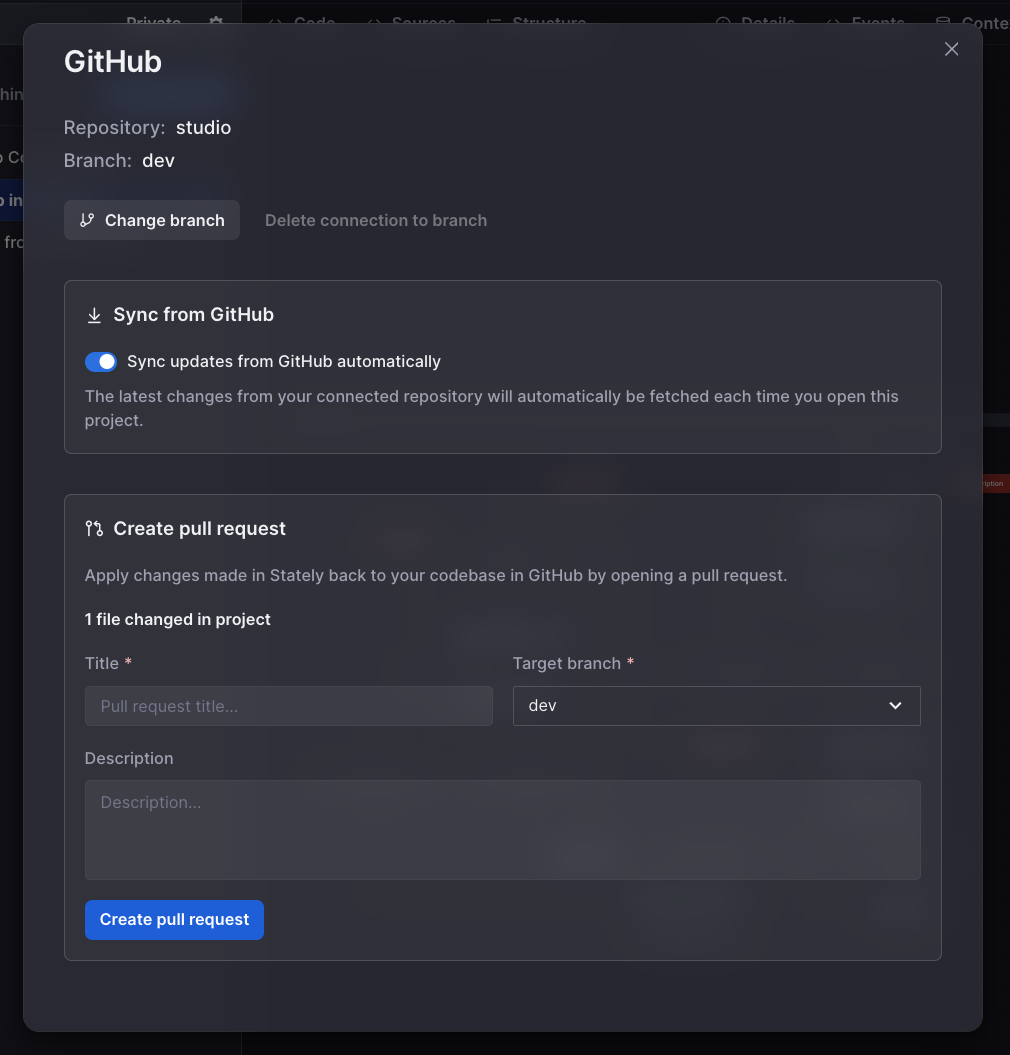 Private Code Sources Structure Details Events
GitHub
Repository: studio
Branch: dev
Change branch Delete connection to branch
Sync from GitHub
Sync updates from GitHub automatically
The latest changes from your connected repository will automatically be fetched each time you open this
project.
Create pull request
Apply changes made in Stately back to your codebase in GitHub by opening a pull request.
1 file changed in project
Title * Target branch *
Pull request title... dev
Description
Description...
Create pull request